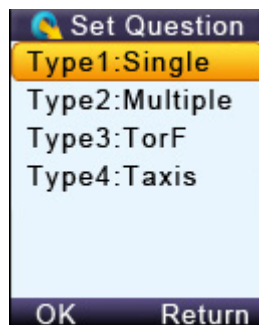 Set Question
Type1:Single
Type2:Multiple
Type3:TorF
Type4:Taxis
OK Return